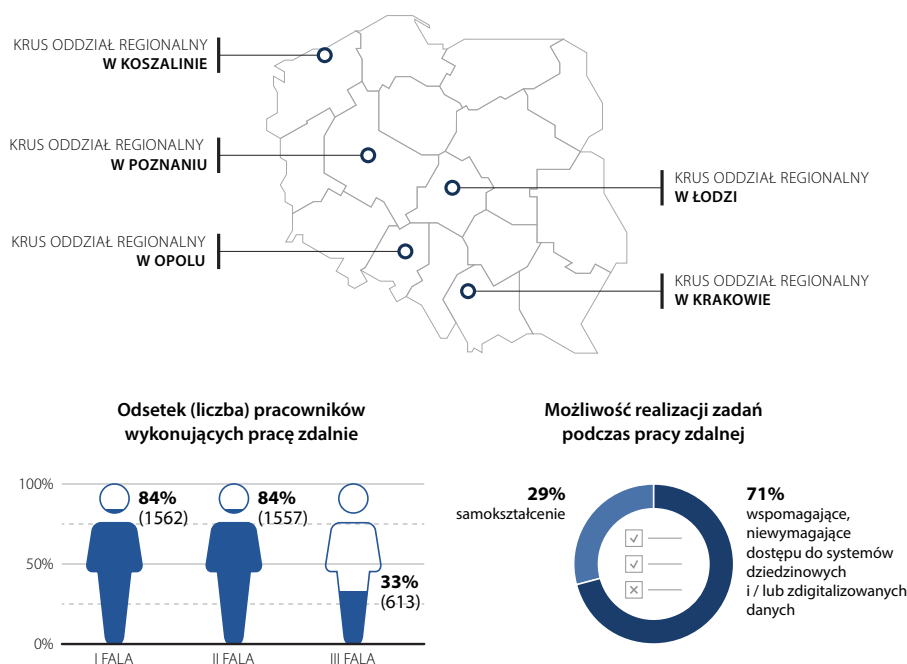 KRUS ODDZIAŁ REGIONALNY
W KOSZALINIE
KRUS ODDZIAŁ REGIONALNY
W POZNANIU
KRUS ODDZIAŁ REGIONALNY
W ŁODZI
KRUS ODDZIAŁ REGIONALNY
W OPOLU
KRUS ODDZIAŁ REGIONALNY
W KRAKOWIE
Odsetek (liczba) pracowników
wykonujących pracę zdalnie
100%
50%
0%
84%
(1562)
84%
(1557)
33%
(613)
I FALA
II FALA
III FALA
Możliwość realizacji zadań
podczas pracy zdalnej
29%
samokształcenie
71%
wspomagające,
niewymagające
dostępu do systemów
dziedzinowych
i / lub zdigitalizowanych
danych